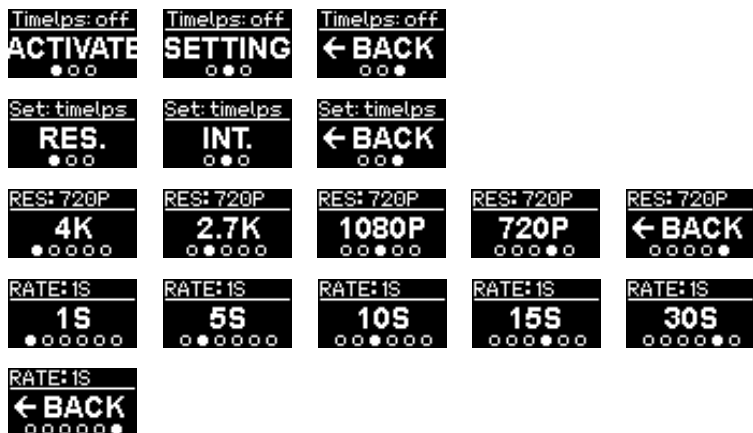 Timelps: off Timelps: off Timelps: off
ACTIVATE SETTING ← BACK
Set: timelps Set: timelps Set: timelps
RES. INT. ← BACK
RES: 720P RES: 720P RES: 720P RES: 720P RES: 720P
4K 2.7K 1080P 720P ← BACK
RATE: 1S RATE: 1S RATE: 1S RATE: 1S RATE: 1S
1S 5S 10S 15S 30S
RATE: 1S
← BACK